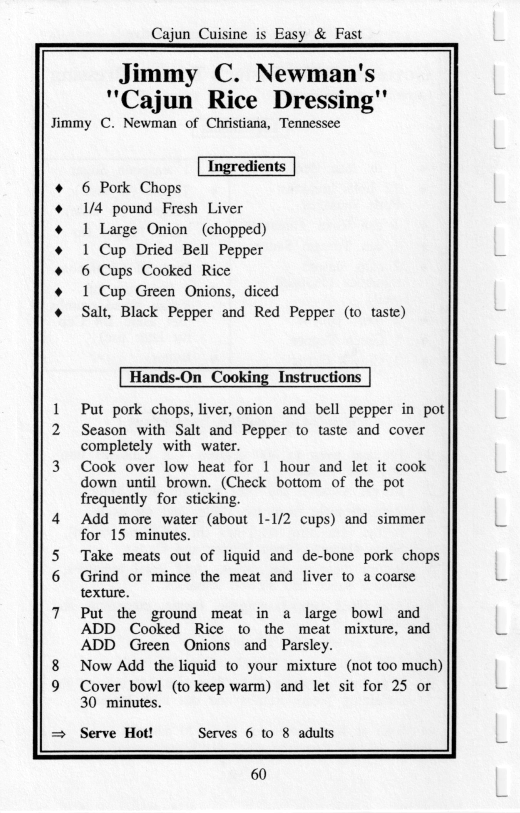 Cajun Cuisine is Easy & Fast
Jimmy C. Newman's
"Cajun Rice Dressing"
Jimmy C. Newman of Christiana, Tennessee
Ingredients
♦ 6 Pork Chops
♦ 1/4 pound Fresh Liver
♦ 1 Large Onion (chopped)
♦ 1 Cup Dried Bell Pepper
♦ 6 Cups Cooked Rice
♦ 1 Cup Green Onions, diced
♦ Salt, Black Pepper and Red Pepper (to taste)
Hands-On Cooking Instructions
1 Put pork chops, liver, onion and bell pepper in pot
2 Season with Salt and Pepper to taste and cover
completely with water.
3 Cook over low heat for 1 hour and let it cook
down until brown. (Check bottom of the pot
frequently for sticking.
4 Add more water (about 1-1/2 cups) and simmer
for 15 minutes.
5 Take meats out of liquid and de-bone pork chops
6 Grind or mince the meat and liver to a coarse
texture.
7 Put the ground meat in a large bowl and
ADD Cooked Rice to the meat mixture, and
ADD Green Onions and Parsley.
8 Now Add the liquid to your mixture (not too much)
9 Cover bowl (to keep warm) and let sit for 25 or
30 minutes.
⇒ Serve Hot! Serves 6 to 8 adults
60